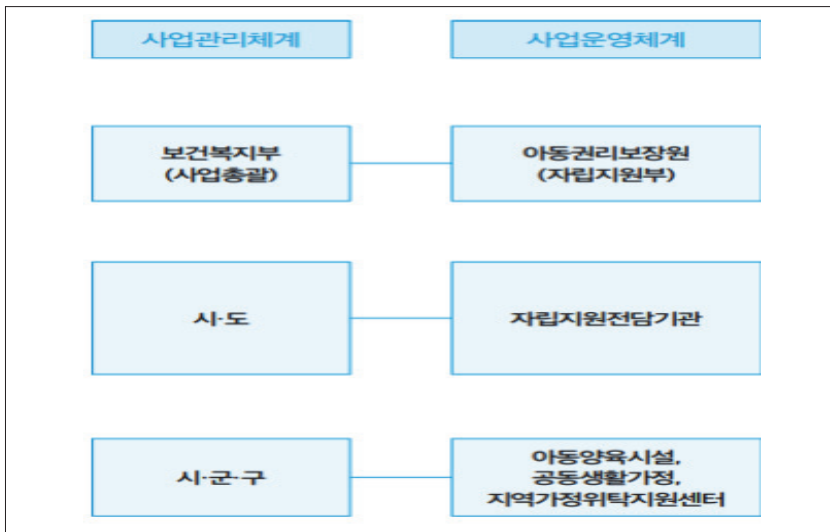 사업관리체계
사업운영체계
보건복지부
(사업총괄)
아동권리보장원
(자립지원부)
시·도
자립지원전담기관
시·군·구
아동양육시설,
공동생활가정,
지역가정위탁지원센터